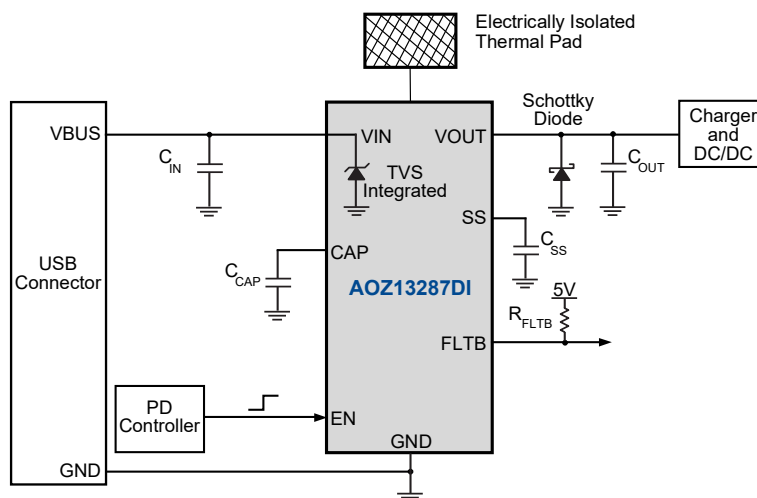 Electrically Isolated
Thermal Pad
VBUS
C_IN
VIN
TVS
Integrated
VOUT
Schottky
Diode
C_OUT
Charger
and
DC/DC
SS
C_SS
USB
Connector
CAP
C_CAP
AOZ13287DI
5V
R_FLTB
FLTB
PD
Controller
EN
GND
GND